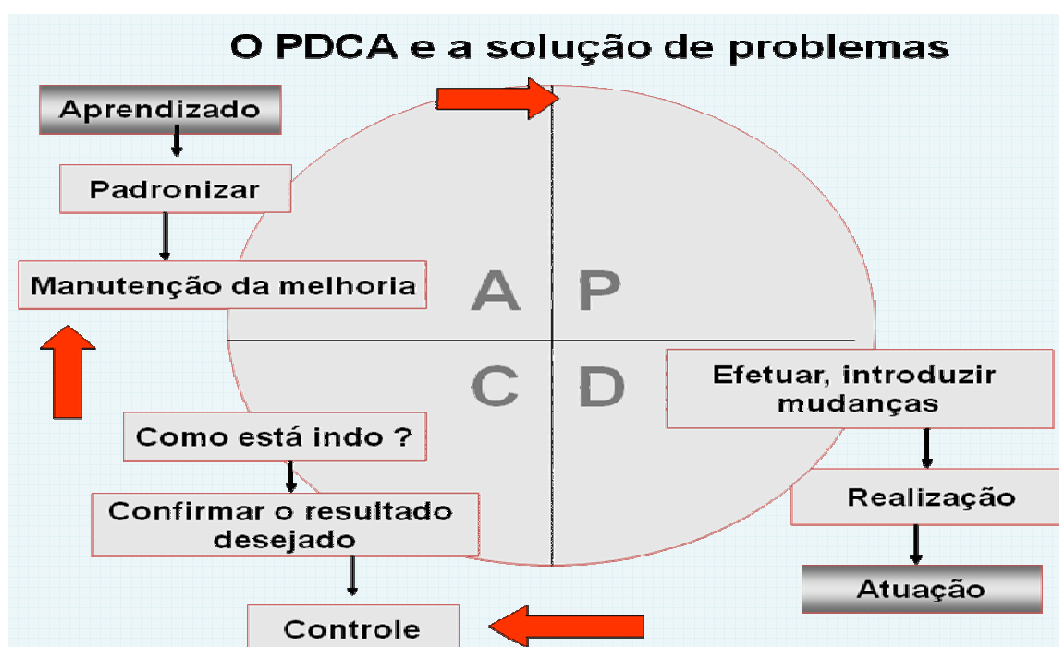 O PDCA e a solução de problemas
Aprendizado
Padronizar
Manutenção da melhoria
A P
C D
Efetuar, introduzir
mudanças
Realização
Atuação
Como está indo ?
Confirmar o resultado
desejado
Controle